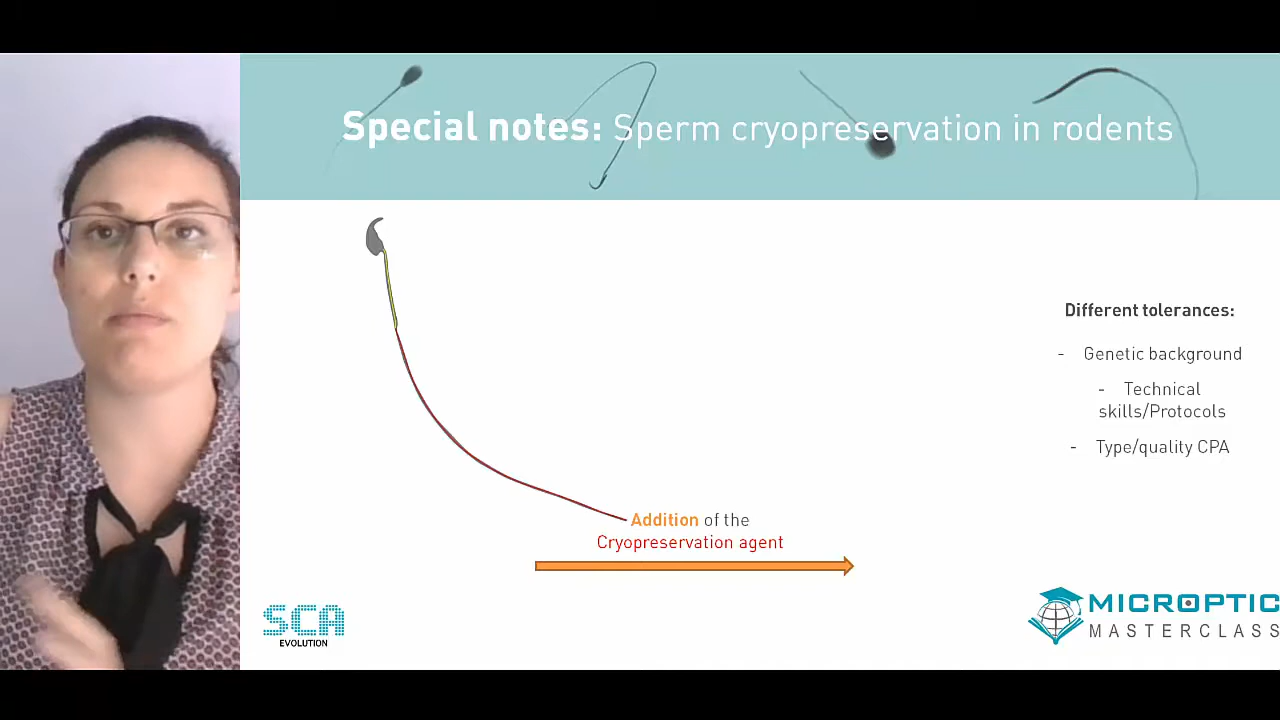 Special notes: Sperm cryopreservation in rodents
Different tolerances:
- Genetic background
- Technical
skills/Protocols
- Type/quality CPA
Addition of the
Cryopreservation agent
SCA
EVOLUTION
MICROPTIC
MASTERCLASS